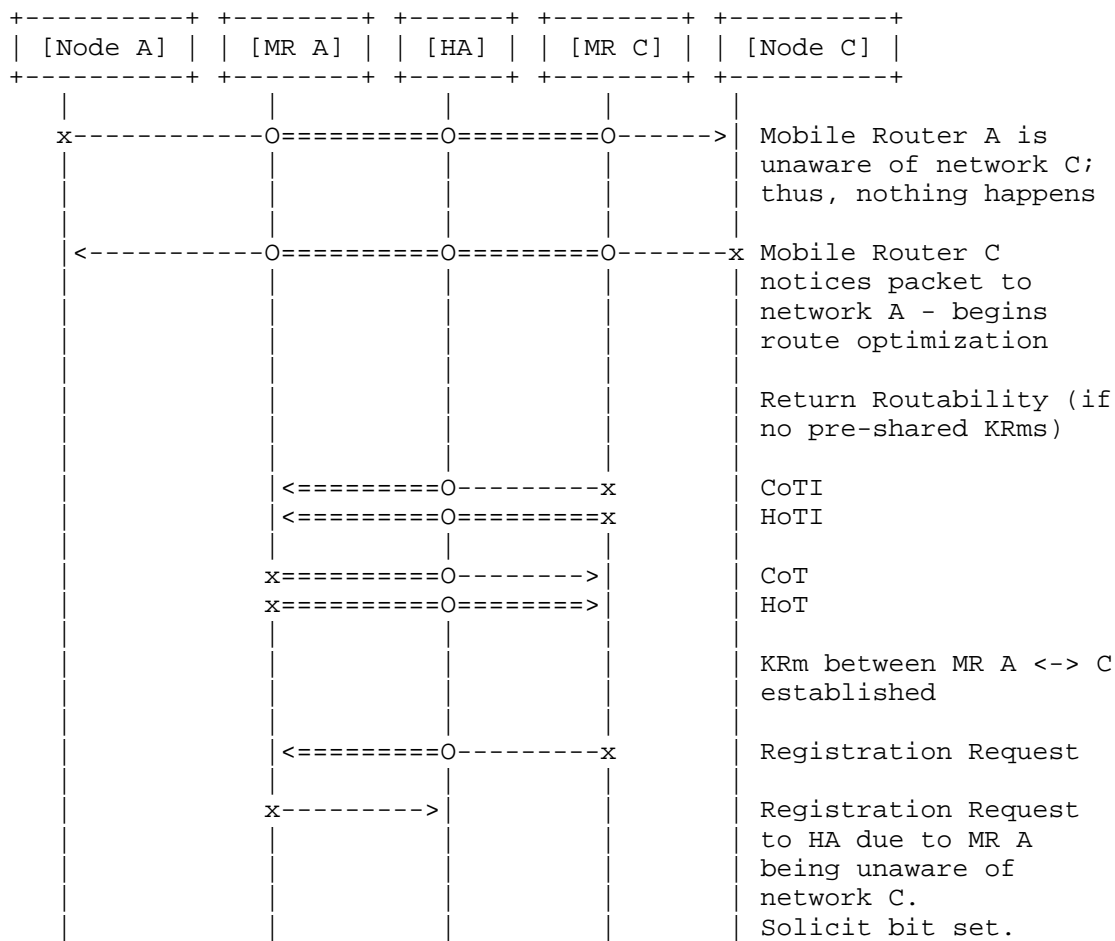 +----------+ +--------+ +------+ +--------+ +----------+
| [Node A] | | [MR A] | | [HA] | | [MR C] | | [Node C] |
+----------+ +--------+ +------+ +--------+ +----------+
   |            |          |         |       |
   x------------O==========O=========O------>| Mobile Router A is
   |            |          |         |       | unaware of network C;
   |            |          |         |       | thus, nothing happens
   |            |          |         |       |
   |<-----------O==========O=========O-------x Mobile Router C
   |            |          |         |       | notices packet to
   |            |          |         |       | network A - begins
   |            |          |         |       | route optimization
   |            |          |         |       |
   |            |          |         |       | Return Routability (if
   |            |          |         |       | no pre-shared KRms)
   |            |          |         |       |
   |            |<=========O---------x       | CoTI
   |            |<=========O=========x       | HoTI
   |            |          |         |       |
   |            x==========O-------->|       | CoT
   |            x==========O========>|       | HoT
   |            |          |         |       |
   |            |          |         |       | KRm between MR A <-> C
   |            |          |         |       | established
   |            |          |         |       |
   |            |<=========O---------x       | Registration Request
   |            |          |         |       |
   |            x--------->|         |       | Registration Request
   |            |          |         |       | to HA due to MR A
   |            |          |         |       | being unaware of
   |            |          |         |       | network C.
   |            |          |         |       | Solicit bit set.